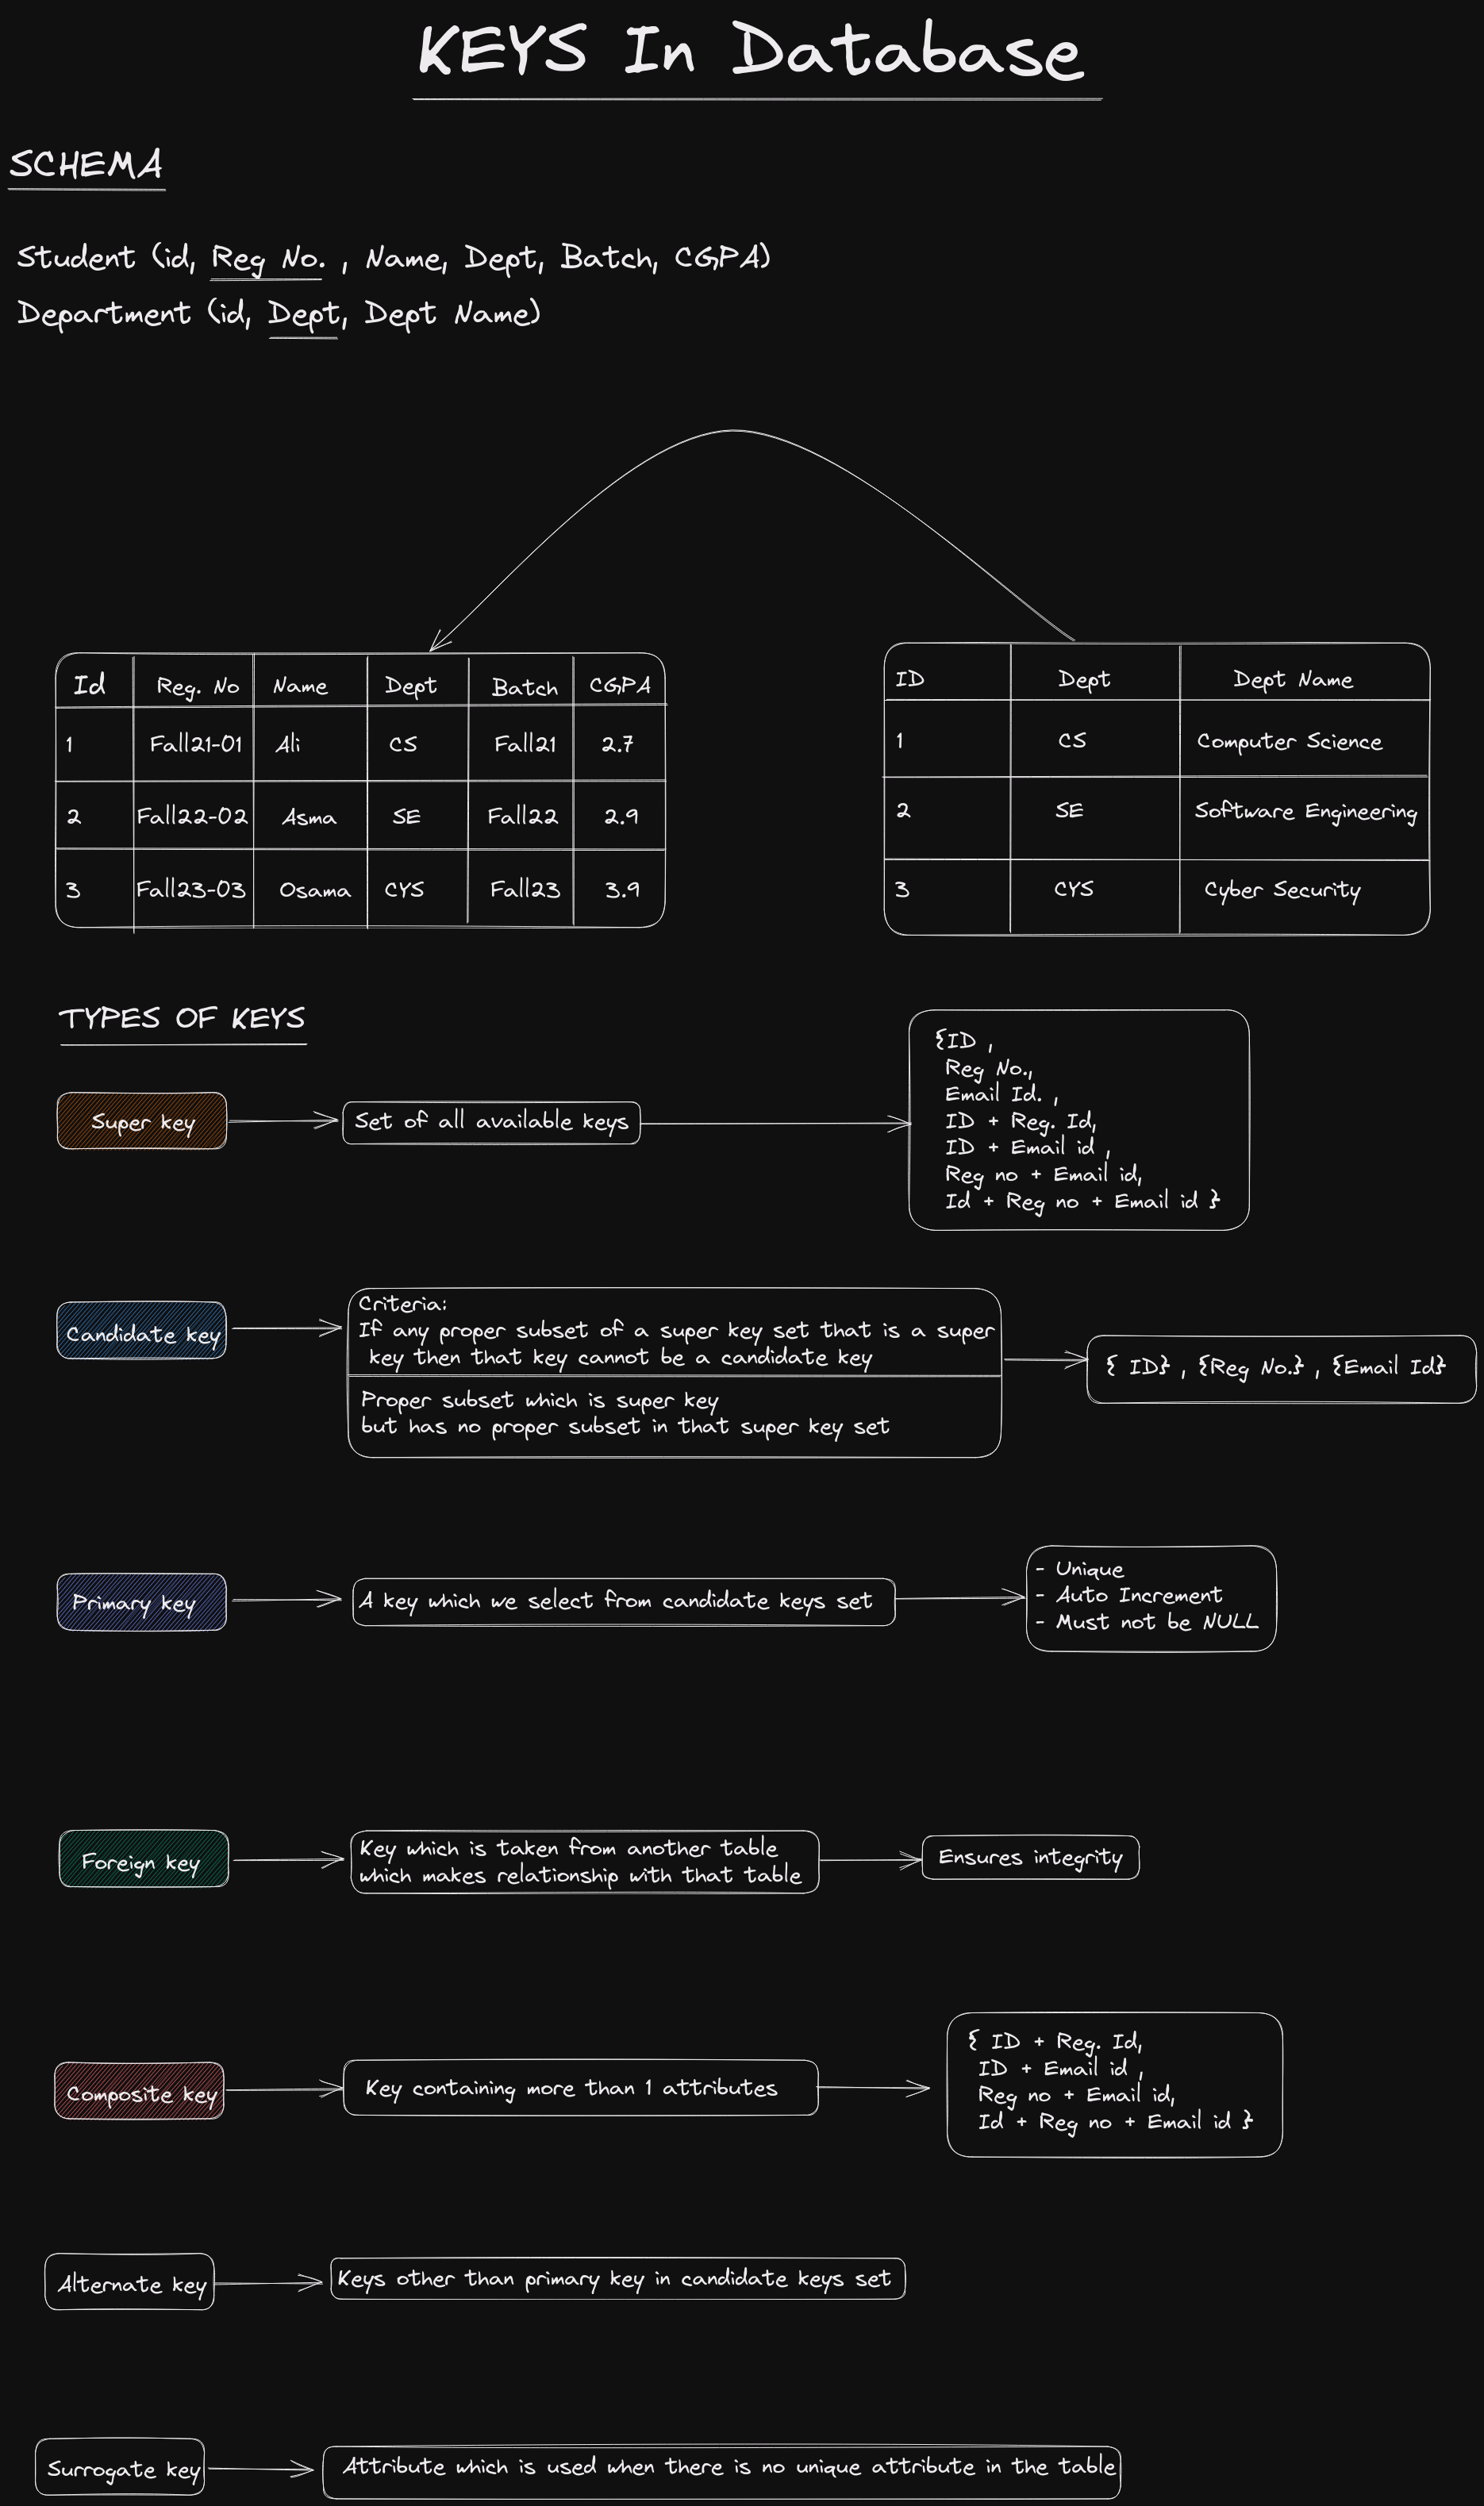 KEYS In Database
SCHEMA
Student (id, Reg No. , Name, Dept, Batch, CGPA)
Department (id, Dept, Dept Name)
Id Reg. No Name Dept Batch CGPA
1 Fall21-01 Ali CS Fall21 2.7
2 Fall22-02 Asma SE Fall22 2.9
3 Fall23-03 Osama CYS Fall23 3.9
ID Dept Dept Name
1 CS Computer Science
2 SE Software Engineering
3 CYS Cyber Security
TYPES OF KEYS
Super key
Set of all available keys
{ID ,
Reg No.,
Email Id. ,
ID + Reg. Id,
ID + Email id ,
Reg no + Email id,
Id + Reg no + Email id }
Candidate key
Criteria:
If any proper subset of a super key set that is a super
key then that key cannot be a candidate key
Proper subset which is super key
but has no proper subset in that super key set
{ ID} , {Reg No.} , {Email Id}
Primary key
A key which we select from candidate keys set
- Unique
- Auto Increment
- Must not be NULL
Foreign key
Key which is taken from another table
which makes relationship with that table
Ensures integrity
Composite key
Key containing more than 1 attributes
{ ID + Reg. Id,
ID + Email id ,
Reg no + Email id,
Id + Reg no + Email id }
Alternate key
Keys other than primary key in candidate keys set
Surrogate key
Attribute which is used when there is no unique attribute in the table